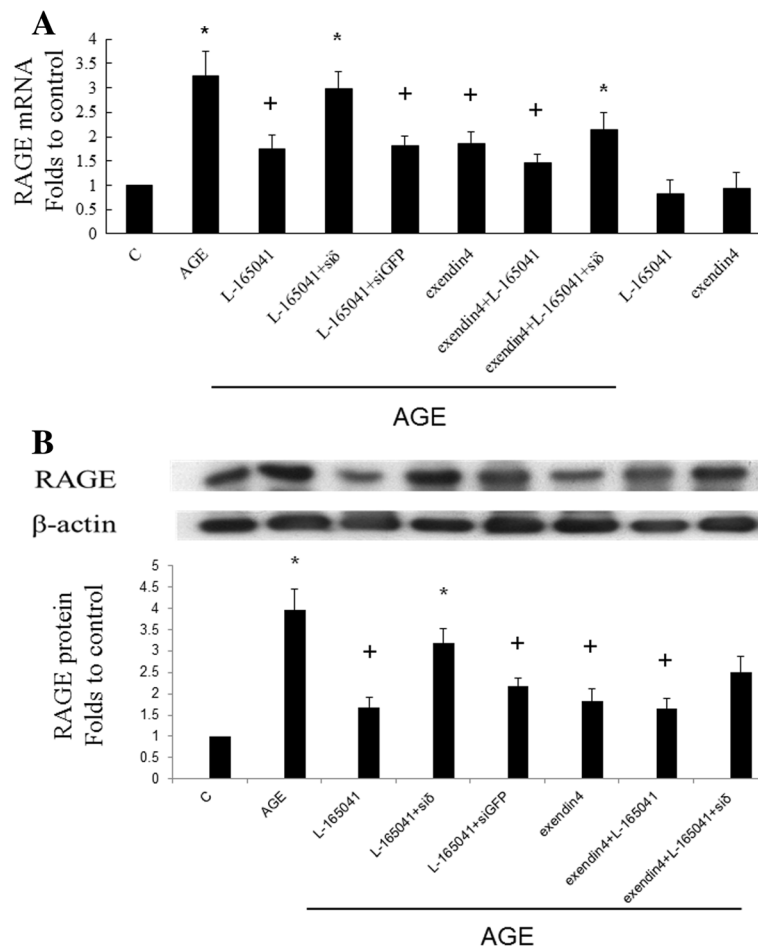 A
RAGE mRNA
Folds to control
4
3.5
3
2.5
2
1.5
1
0.5
0
*
+
*
+
+
+
*
C
AGE
L-165041
L-165041+siδ
L-165041+siGFP
exendin4
exendin4+L-165041
exendin4+L-165041+siδ
L-165041
exendin4
AGE
B
RAGE
β-actin
RAGE protein
Folds to control
5
4.5
4
3.5
3
2.5
2
1.5
1
0.5
0
*
+
*
+
+
+
C
AGE
L-165041
L-165041+siδ
L-165041+siGFP
exendin4
exendin4+L-165041
exendin4+L-165041+siδ
AGE